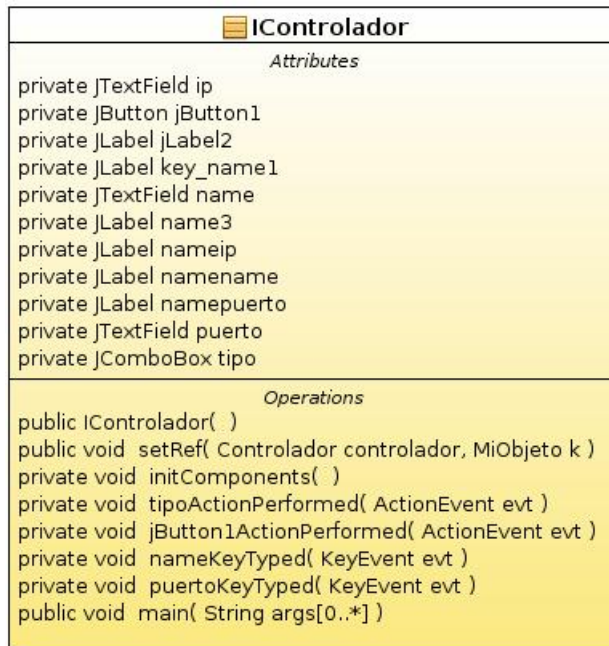 IControlador
Attributes
private JTextField ip
private JButton jButton1
private JLabel jLabel2
private JLabel key_name1
private JTextField name
private JLabel name3
private JLabel nameip
private JLabel namename
private JLabel namepuerto
private JTextField puerto
private JComboBox tipo
Operations
public IControlador(  )
public void  setRef( Controlador controlador, MiObjeto k )
private void  initComponents(  )
private void  tipoActionPerformed( ActionEvent evt )
private void  jButton1ActionPerformed( ActionEvent evt )
private void  nameKeyTyped( KeyEvent evt )
private void  puertoKeyTyped( KeyEvent evt )
public void  main( String args[0..*] )